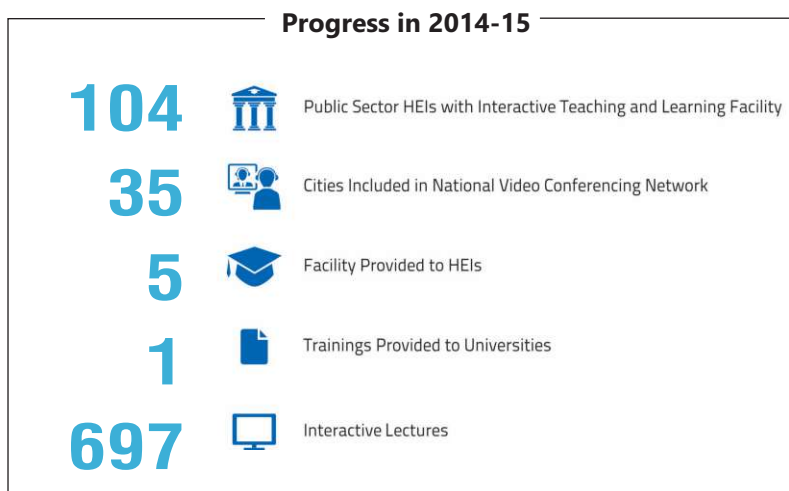 Progress in 2014-15
104 Public Sector HEIs with Interactive Teaching and Learning Facility
35 Cities Included in National Video Conferencing Network
5 Facility Provided to HEIs
1 Trainings Provided to Universities
697 Interactive Lectures